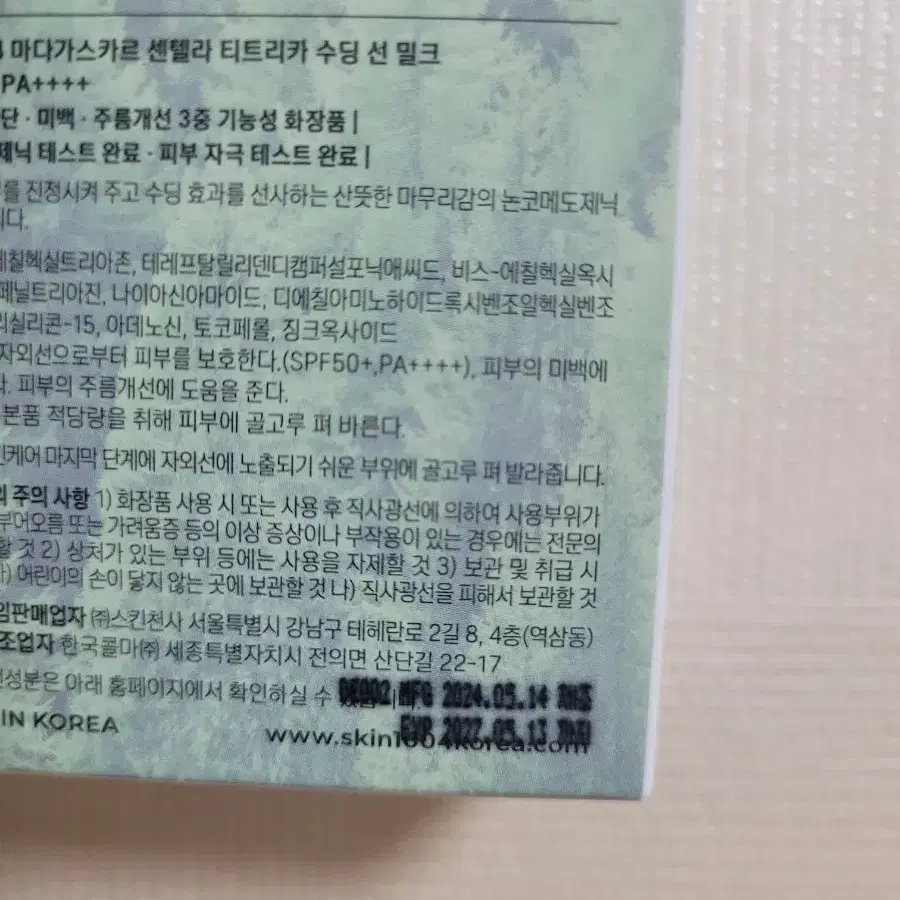 4 마다가스카르 센텔라 티트리카 수딩 선 밀크
PA++++
단 · 미백 · 주름개선 3중 기능성 화장품 |
제닉 테스트 완료 · 피부 자극 테스트 완료 |
를 진정시켜 주고 수딩 효과를 선사하는 산뜻한 마무리감의 논코메도제닉
니다.
에칠헥실트리아존, 테레프탈릴리덴디캠퍼설포닉애씨드, 비스-에칠헥실옥시
페닐트리아진, 나이아신아마이드, 디에칠아미노하이드록시벤조일헥실벤조
리실리콘-15, 아데노신, 토코페롤, 징크옥사이드
자외선으로부터 피부를 보호한다.(SPF50+,PA++++), 피부의 미백에
다. 피부의 주름개선에 도움을 준다.
본품 적당량을 취해 피부에 골고루 펴 바른다.
킨케어 마지막 단계에 자외선에 노출되기 쉬운 부위에 골고루 펴 발라줍니다.
의 주의 사항 1) 화장품 사용 시 또는 사용 후 직사광선에 의하여 사용부위가
부어오름 또는 가려움증 등의 이상 증상이나 부작용이 있는 경우에는 전문의
할 것 2) 상처가 있는 부위 등에는 사용을 자제할 것 3) 보관 및 취급 시
가) 어린이의 손이 닿지 않는 곳에 보관할 것 나) 직사광선을 피해서 보관할 것
임판매업자 ㈜스킨천사 서울특별시 강남구 테헤란로 2길 8, 4층(역삼동)
조업자 한국콜마㈜ 세종특별자치시 전의면 산단길 22-17
성분은 아래 홈페이지에서 확인하실 수 MFG 2024.05.14
IN KOREA
EXP 2027.05.13
www.skin1004korea.com